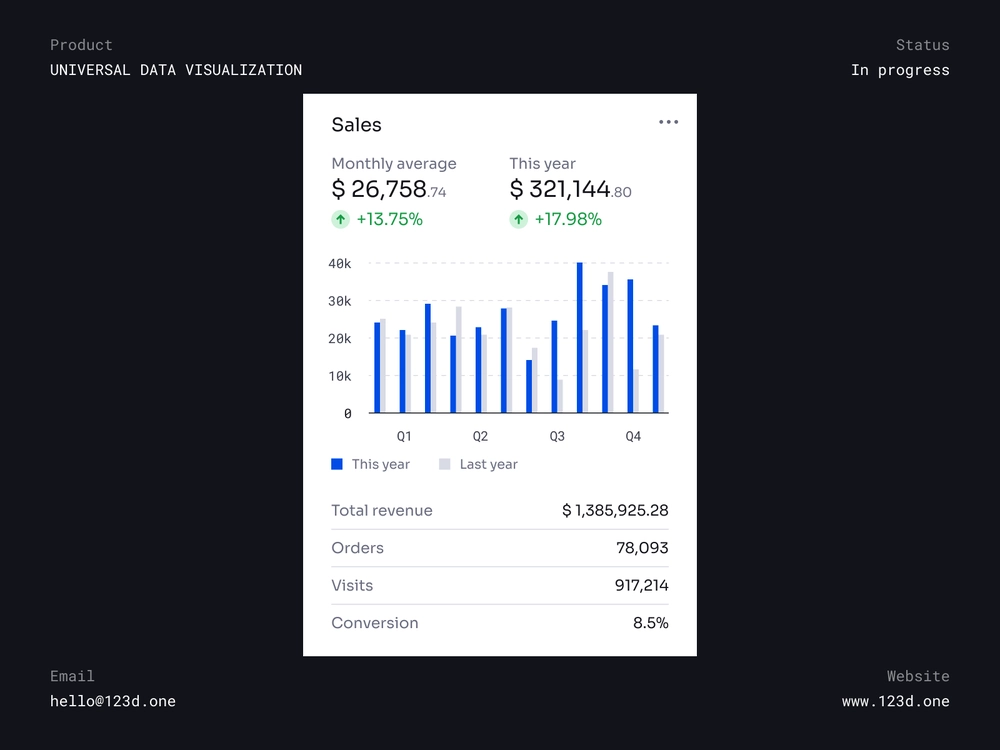 Product
Status
UNIVERSAL DATA VISUALIZATION
In progress
Sales
Monthly average
This year
$ 26,758.74
$ 321,144.80
+13.75%
+17.98%
40k
30k
20k
10k
0
Q1 Q2 Q3 Q4
This year
Last year
Total revenue $ 1,385,925.28
Orders 78,093
Visits 917,214
Conversion 8.5%
Email
Website
hello@123d.one
www.123d.one